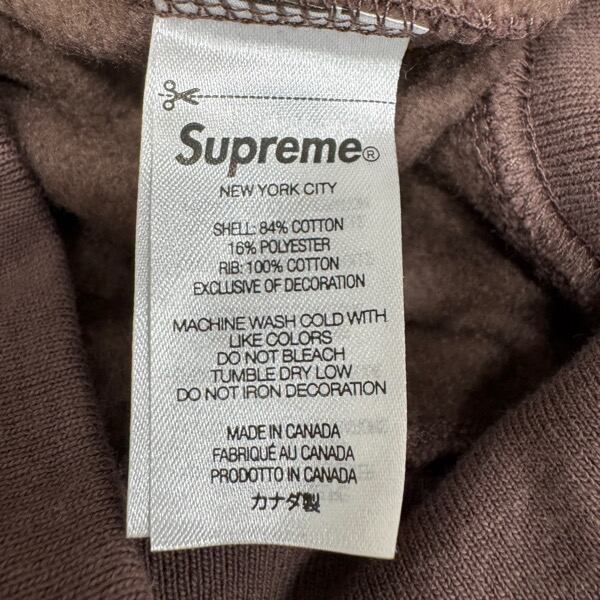 Supreme®
NEW YORK CITY
SHELL: 84% COTTON
16% POLYESTER
RIB: 100% COTTON
EXCLUSIVE OF DECORATION
MACHINE WASH COLD WITH
LIKE COLORS
DO NOT BLEACH
TUMBLE DRY LOW
DO NOT IRON DECORATION
MADE IN CANADA
FABRIQUÉ AU CANADA
PRODOTTO IN CANADA
カナダ製